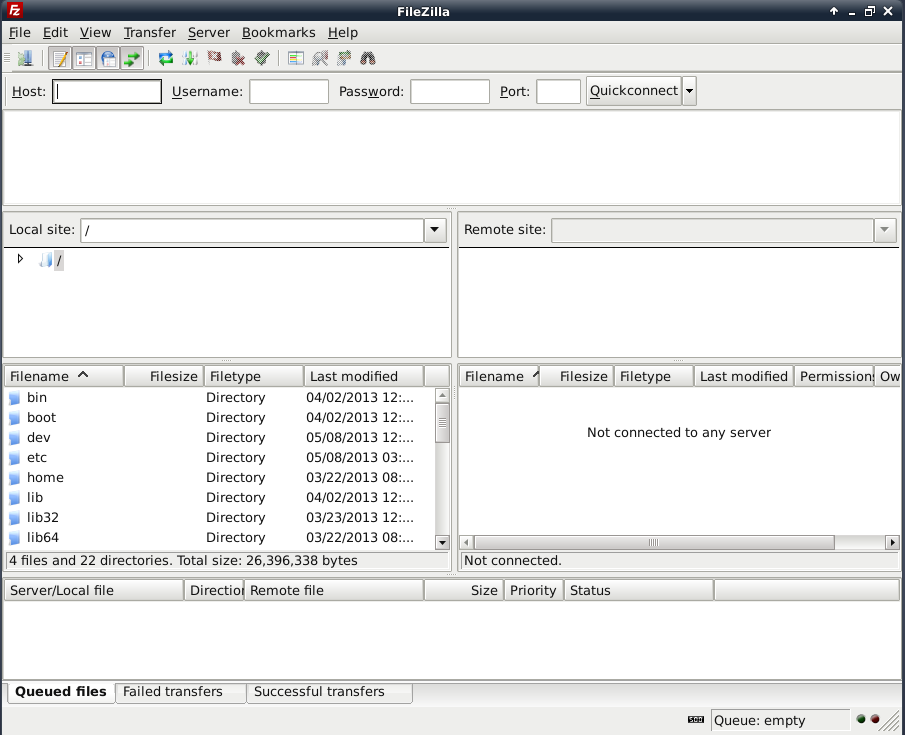 FileZilla
File Edit View Transfer Server Bookmarks Help
Host: Username: Password: Port: Quickconnect
Local site: / Remote site:
/
Filename Filesize Filetype Last modified Filename Filesize Filetype Last modified Permission Ow
bin Directory 04/02/2013 12:...
boot Directory 04/02/2013 12:...
dev Directory 05/08/2013 12:...
etc Directory 05/08/2013 03:...
home Directory 03/22/2013 08:...
lib Directory 04/02/2013 12:...
lib32 Directory 03/23/2013 12:...
lib64 Directory 03/22/2013 08:...
Not connected to any server
4 files and 22 directories. Total size: 26,396,338 bytes Not connected.
Server/Local file Direction Remote file Size Priority Status
Queued files Failed transfers Successful transfers
Queue: empty